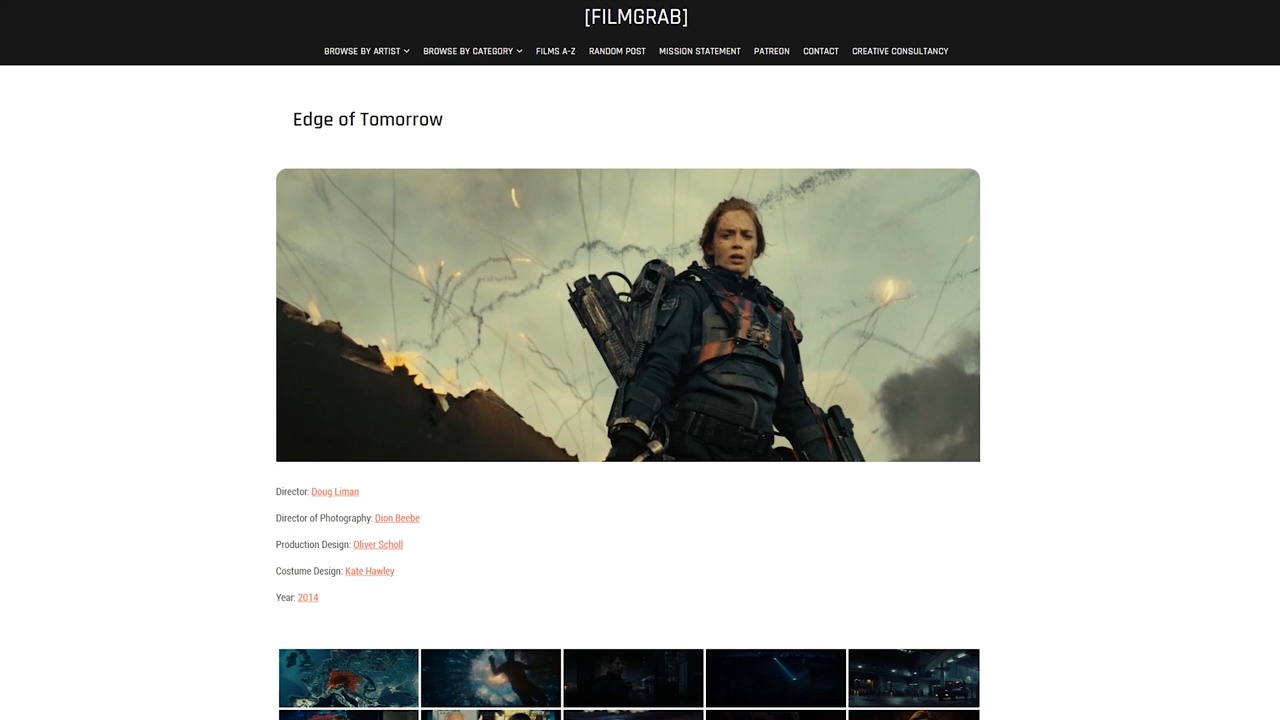 [FILMGRAB]
BROWSE BY ARTIST BROWSE BY CATEGORY FILMS A-Z RANDOM POST MISSION STATEMENT PATREON CONTACT CREATIVE CONSULTANCY
Edge of Tomorrow
Director: Doug Liman
Director of Photography: Dion Beebe
Production Design: Oliver Scholl
Costume Design: Kate Hawley
Year: 2014